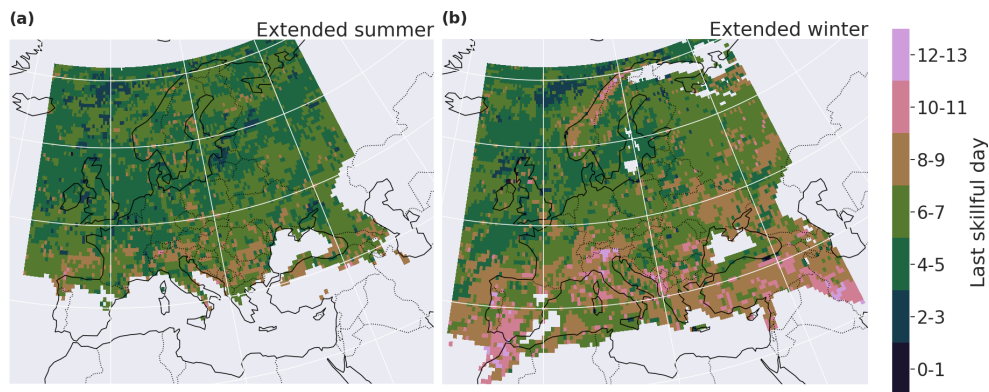 (a)
Extended summer
(b)
Extended winter
12-13
10-11
8-9
6-7
4-5
2-3
0-1
Last skillful day